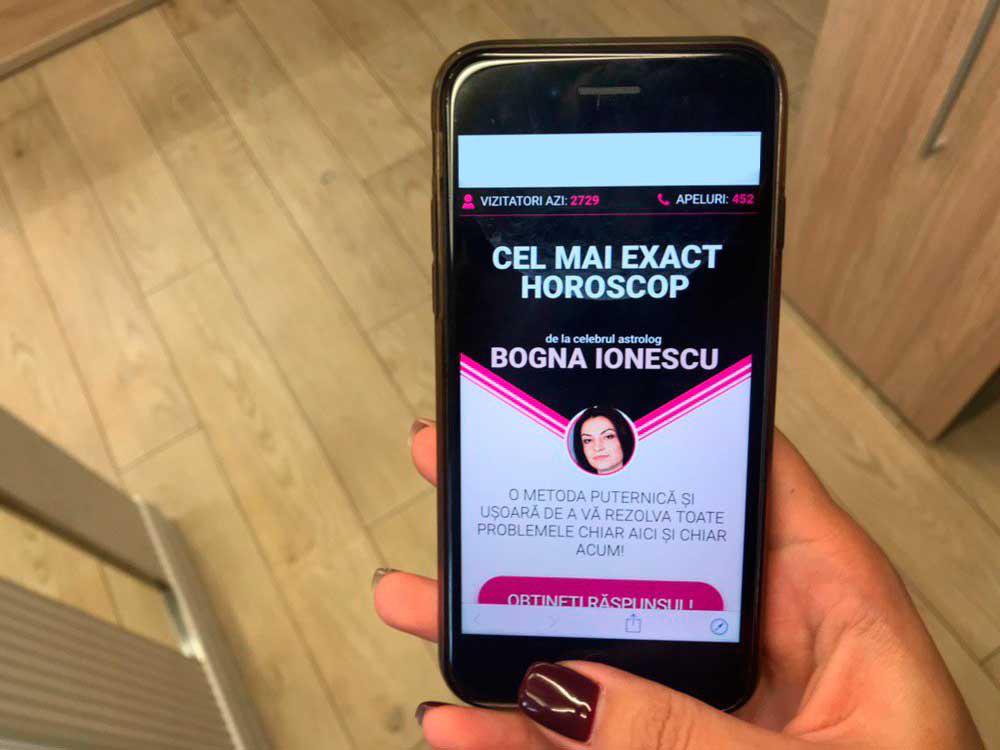 VIZITATORI AZI: 2729
APELURI: 452
CEL MAI EXACT
HOROSCOP
de la celebrul astrolog
BOGNA IONESCU
O METODA PUTERNICĂ ȘI
UȘOARĂ DE A VĂ REZOLVA TOATE
PROBLEMELE CHIAR AICI ȘI CHIAR
ACUM!
OBȚINEȚI RĂSPUNSUL!